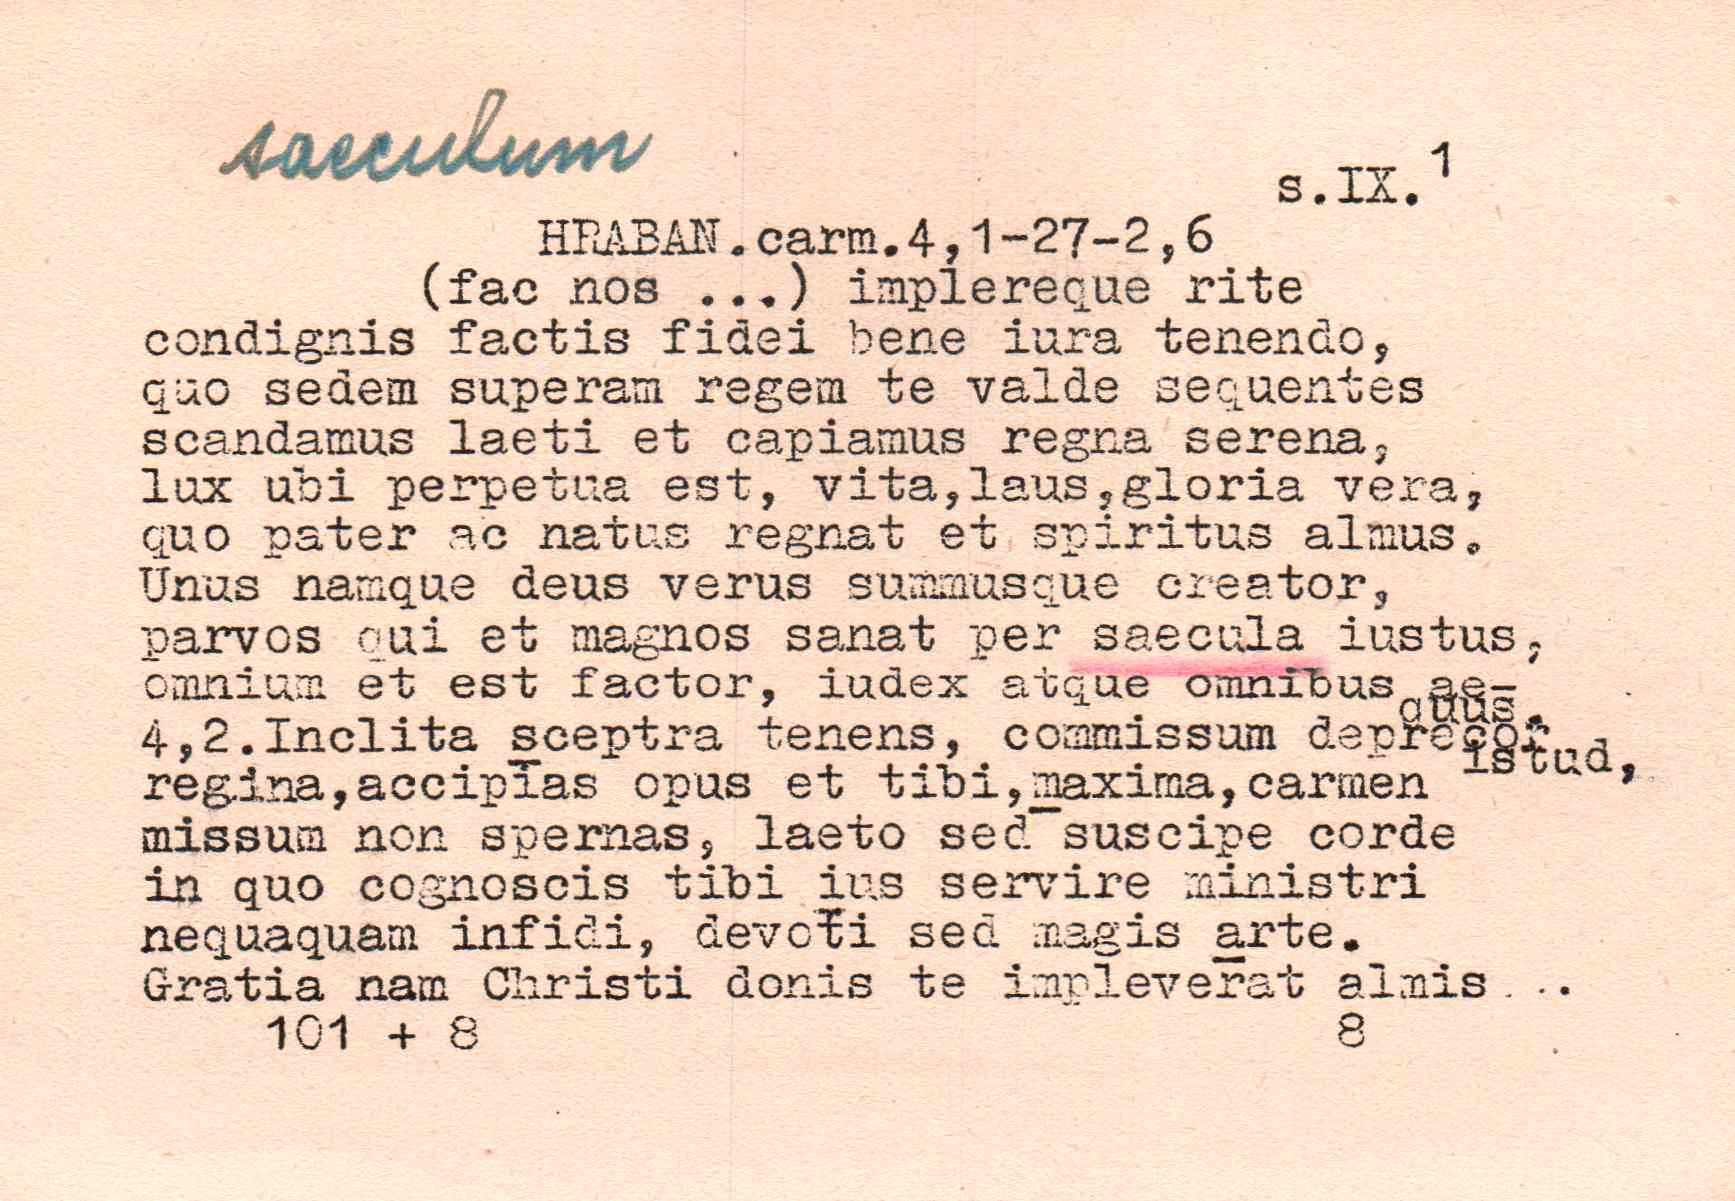 saeculum
s.IX.¹
HRABAN.carm.4,1-27-2,6
(fac nos ...) implereque rite
condignis factis fidei bene iura tenendo,
quo sedem superam regem te valde sequentes
scandamus laeti et capiamus regna serena,
lux ubi perpetua est, vita,laus,gloria vera,
quo pater ac natus regnat et spiritus almus.
Unus namque deus verus summusque creator,
parvos qui et magnos sanat per saecula iustus,
omnium et est factor, iudex atque omnibus ae-
quus.
4,2.Inclita sceptra tenens, commissum deprecor
istud,
regina,accipias opus et tibi,maxima,carmen
missum non spernas, laeto sed suscipe corde
in quo cognoscis tibi ius servire ministri
nequaquam infidi, devoti sed magis arte.
Gratia nam Christi donis te impleverat almis ...
101 + 8 8